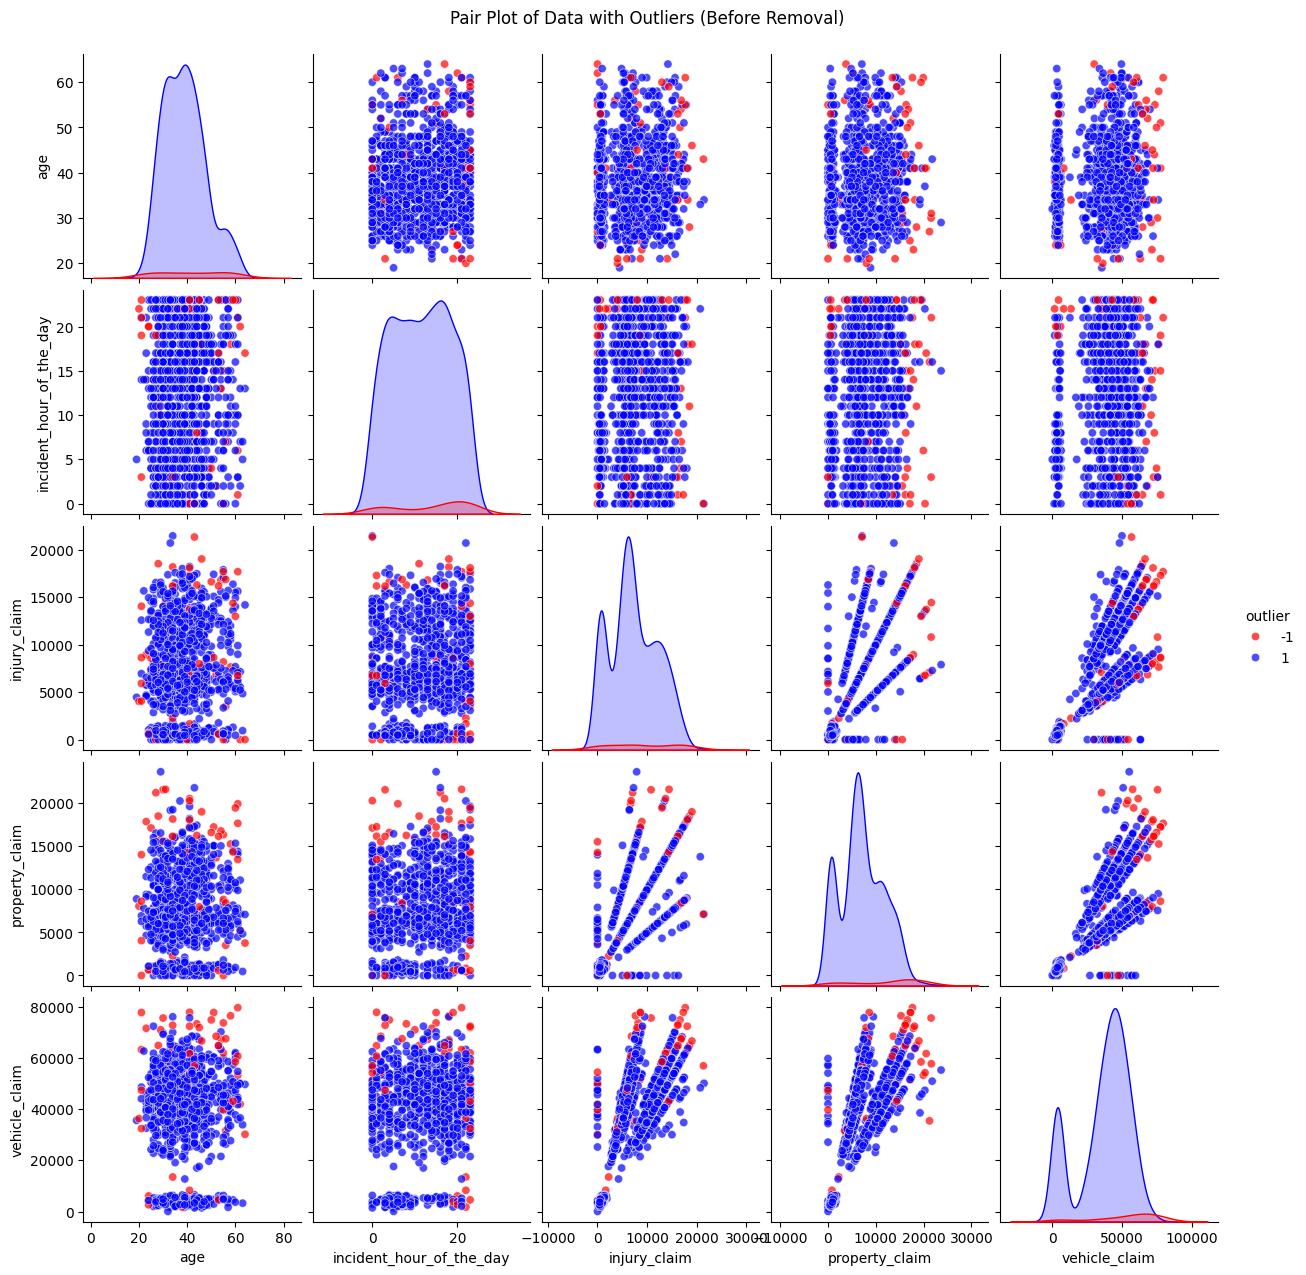 Pair Plot of Data with Outliers (Before Removal)
age
60
50
40
30
20
incident_hour_of_the_day
20
15
10
5
0
injury_claim
20000
15000
10000
5000
0
outlier
-1
1
property_claim
20000
15000
10000
5000
0
vehicle_claim
80000
60000
40000
20000
0
0 20 40 60 80
0 20
−10000 0 10000 20000 30000
−10000 0 10000 20000 30000
0 50000 100000
age
incident_hour_of_the_day
injury_claim
property_claim
vehicle_claim